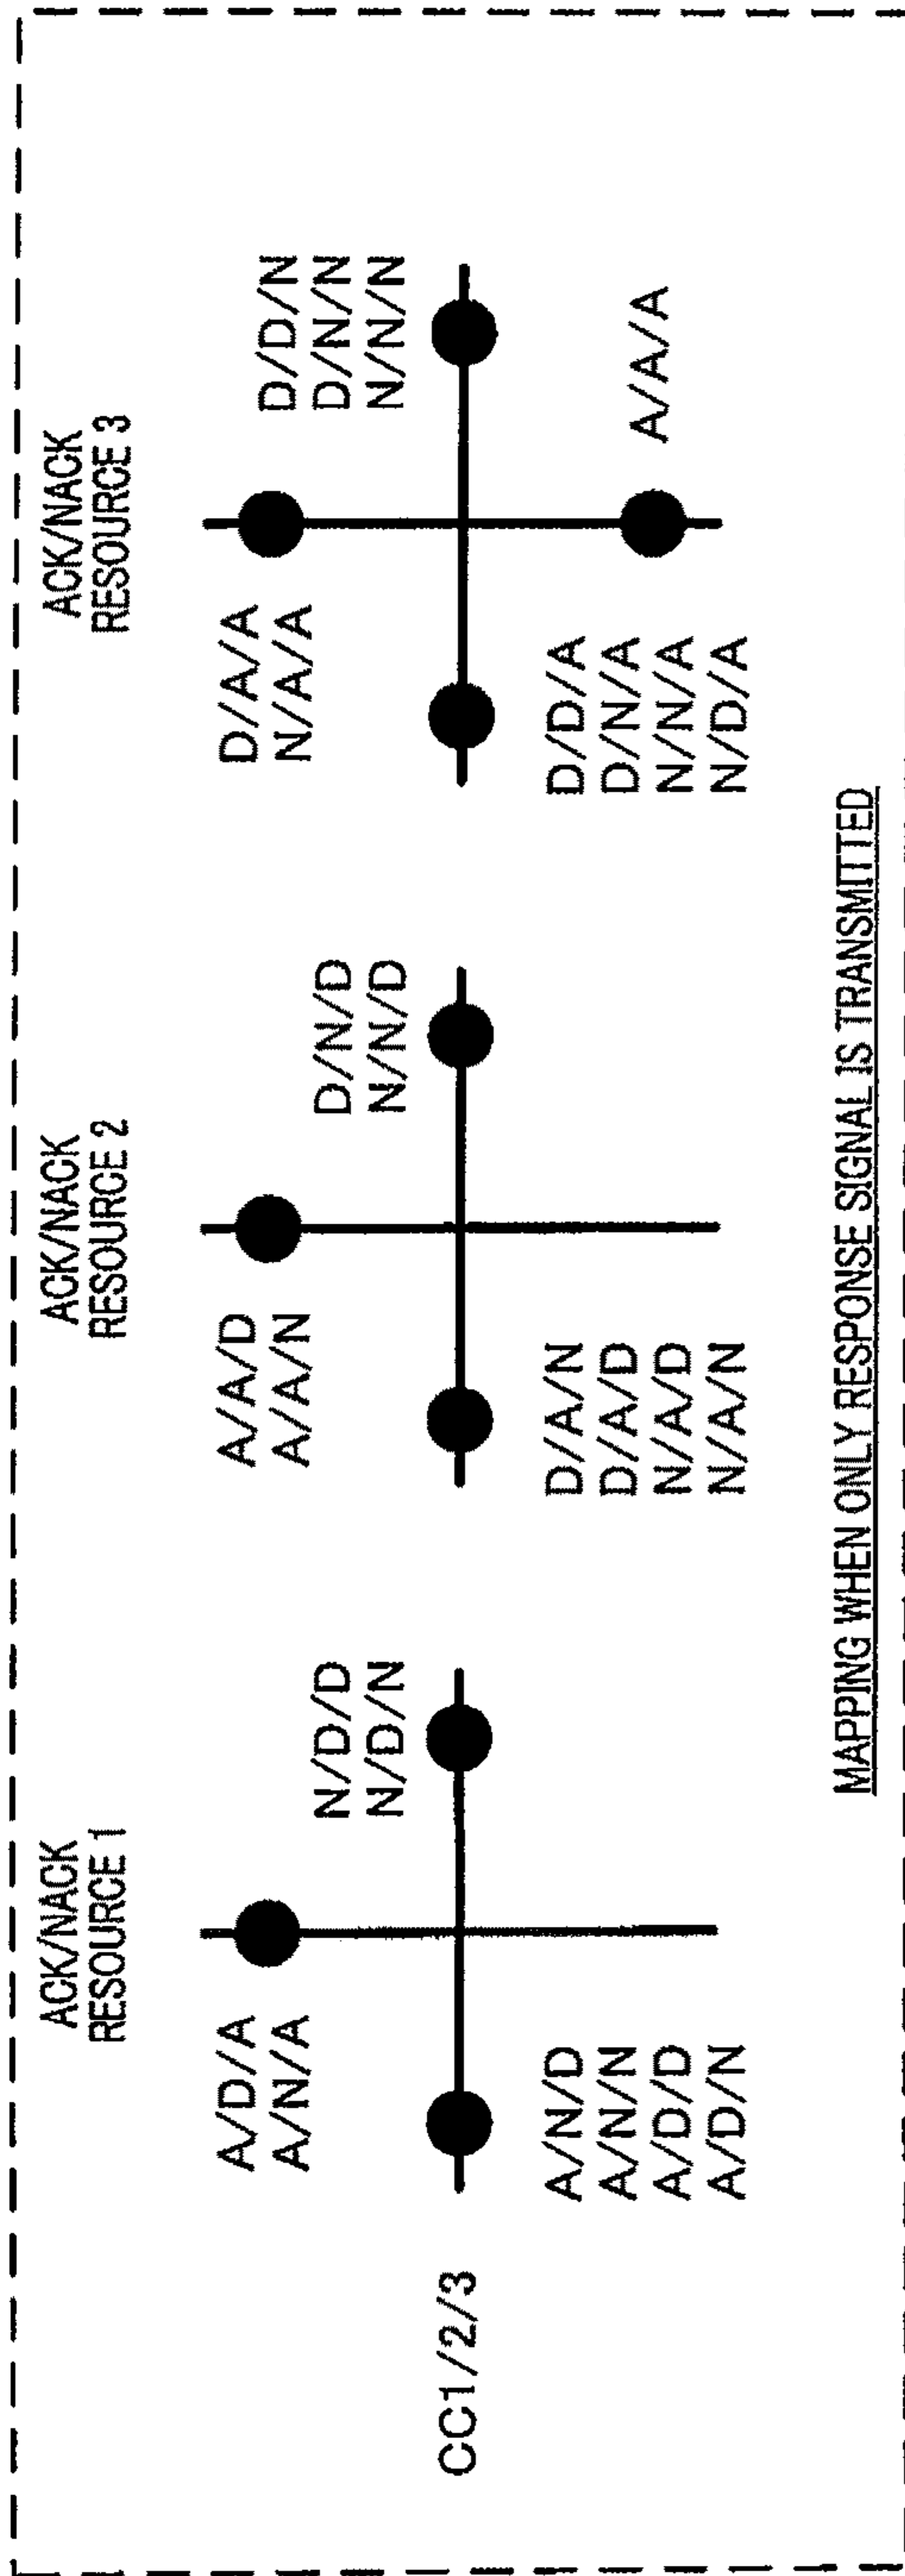 CC1/2/3
ACK/NACK
RESOURCE 1
A/D/A
A/N/A
N/D/D
N/D/N
A/N/D
A/N/N
A/D/D
A/D/N
ACK/NACK
RESOURCE 2
A/A/D
A/A/N
D/N/D
N/N/D
D/A/N
D/A/D
N/A/D
N/A/N
ACK/NACK
RESOURCE 3
D/A/A
N/A/A
D/D/N
D/N/N
N/N/N
D/D/A
D/N/A
N/N/A
N/D/A
A/A/A
MAPPING WHEN ONLY RESPONSE SIGNAL IS TRANSMITTED